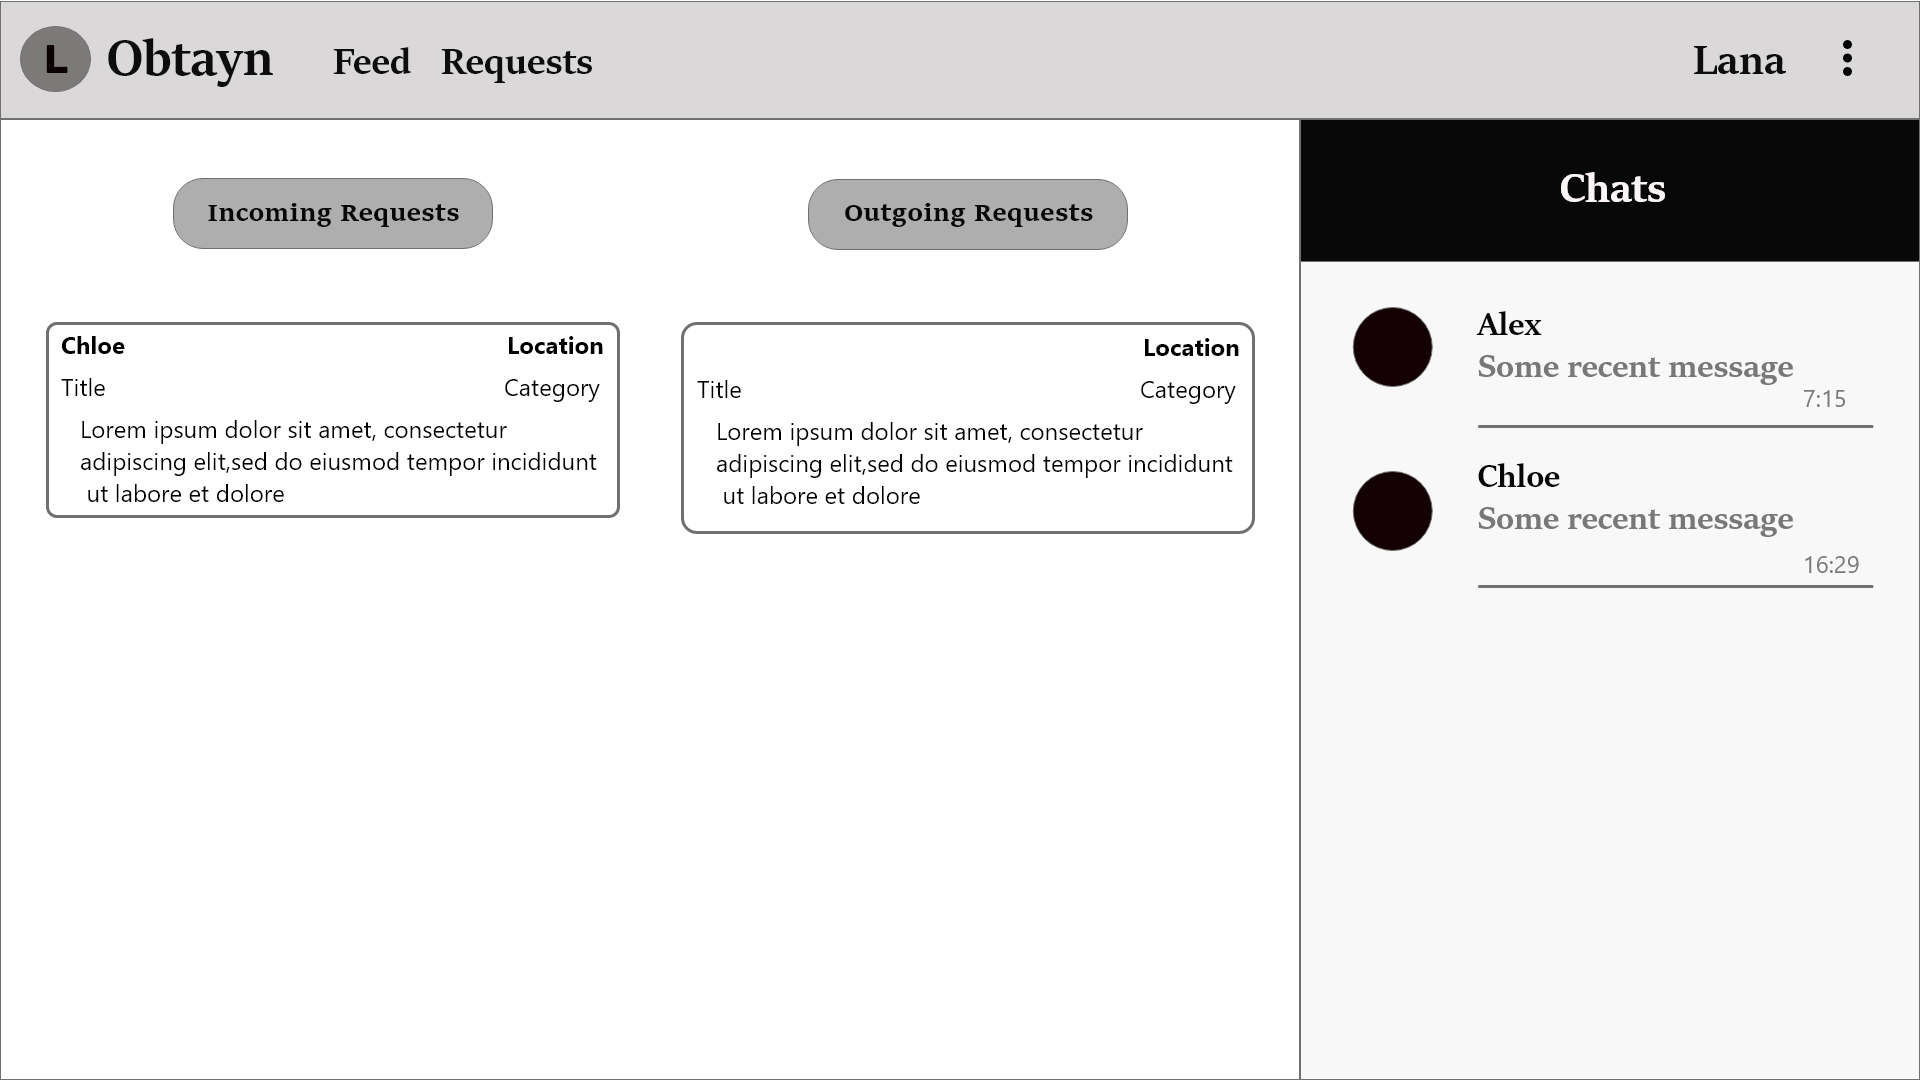 L Obtayn Feed Requests Lana
Incoming Requests
Chloe Location
Title Category
Lorem ipsum dolor sit amet, consectetur
adipiscing elit,sed do eiusmod tempor incididunt
ut labore et dolore
Outgoing Requests
Location
Title Category
Lorem ipsum dolor sit amet, consectetur
adipiscing elit,sed do eiusmod tempor incididunt
ut labore et dolore
Chats
Alex
Some recent message
7:15
Chloe
Some recent message
16:29